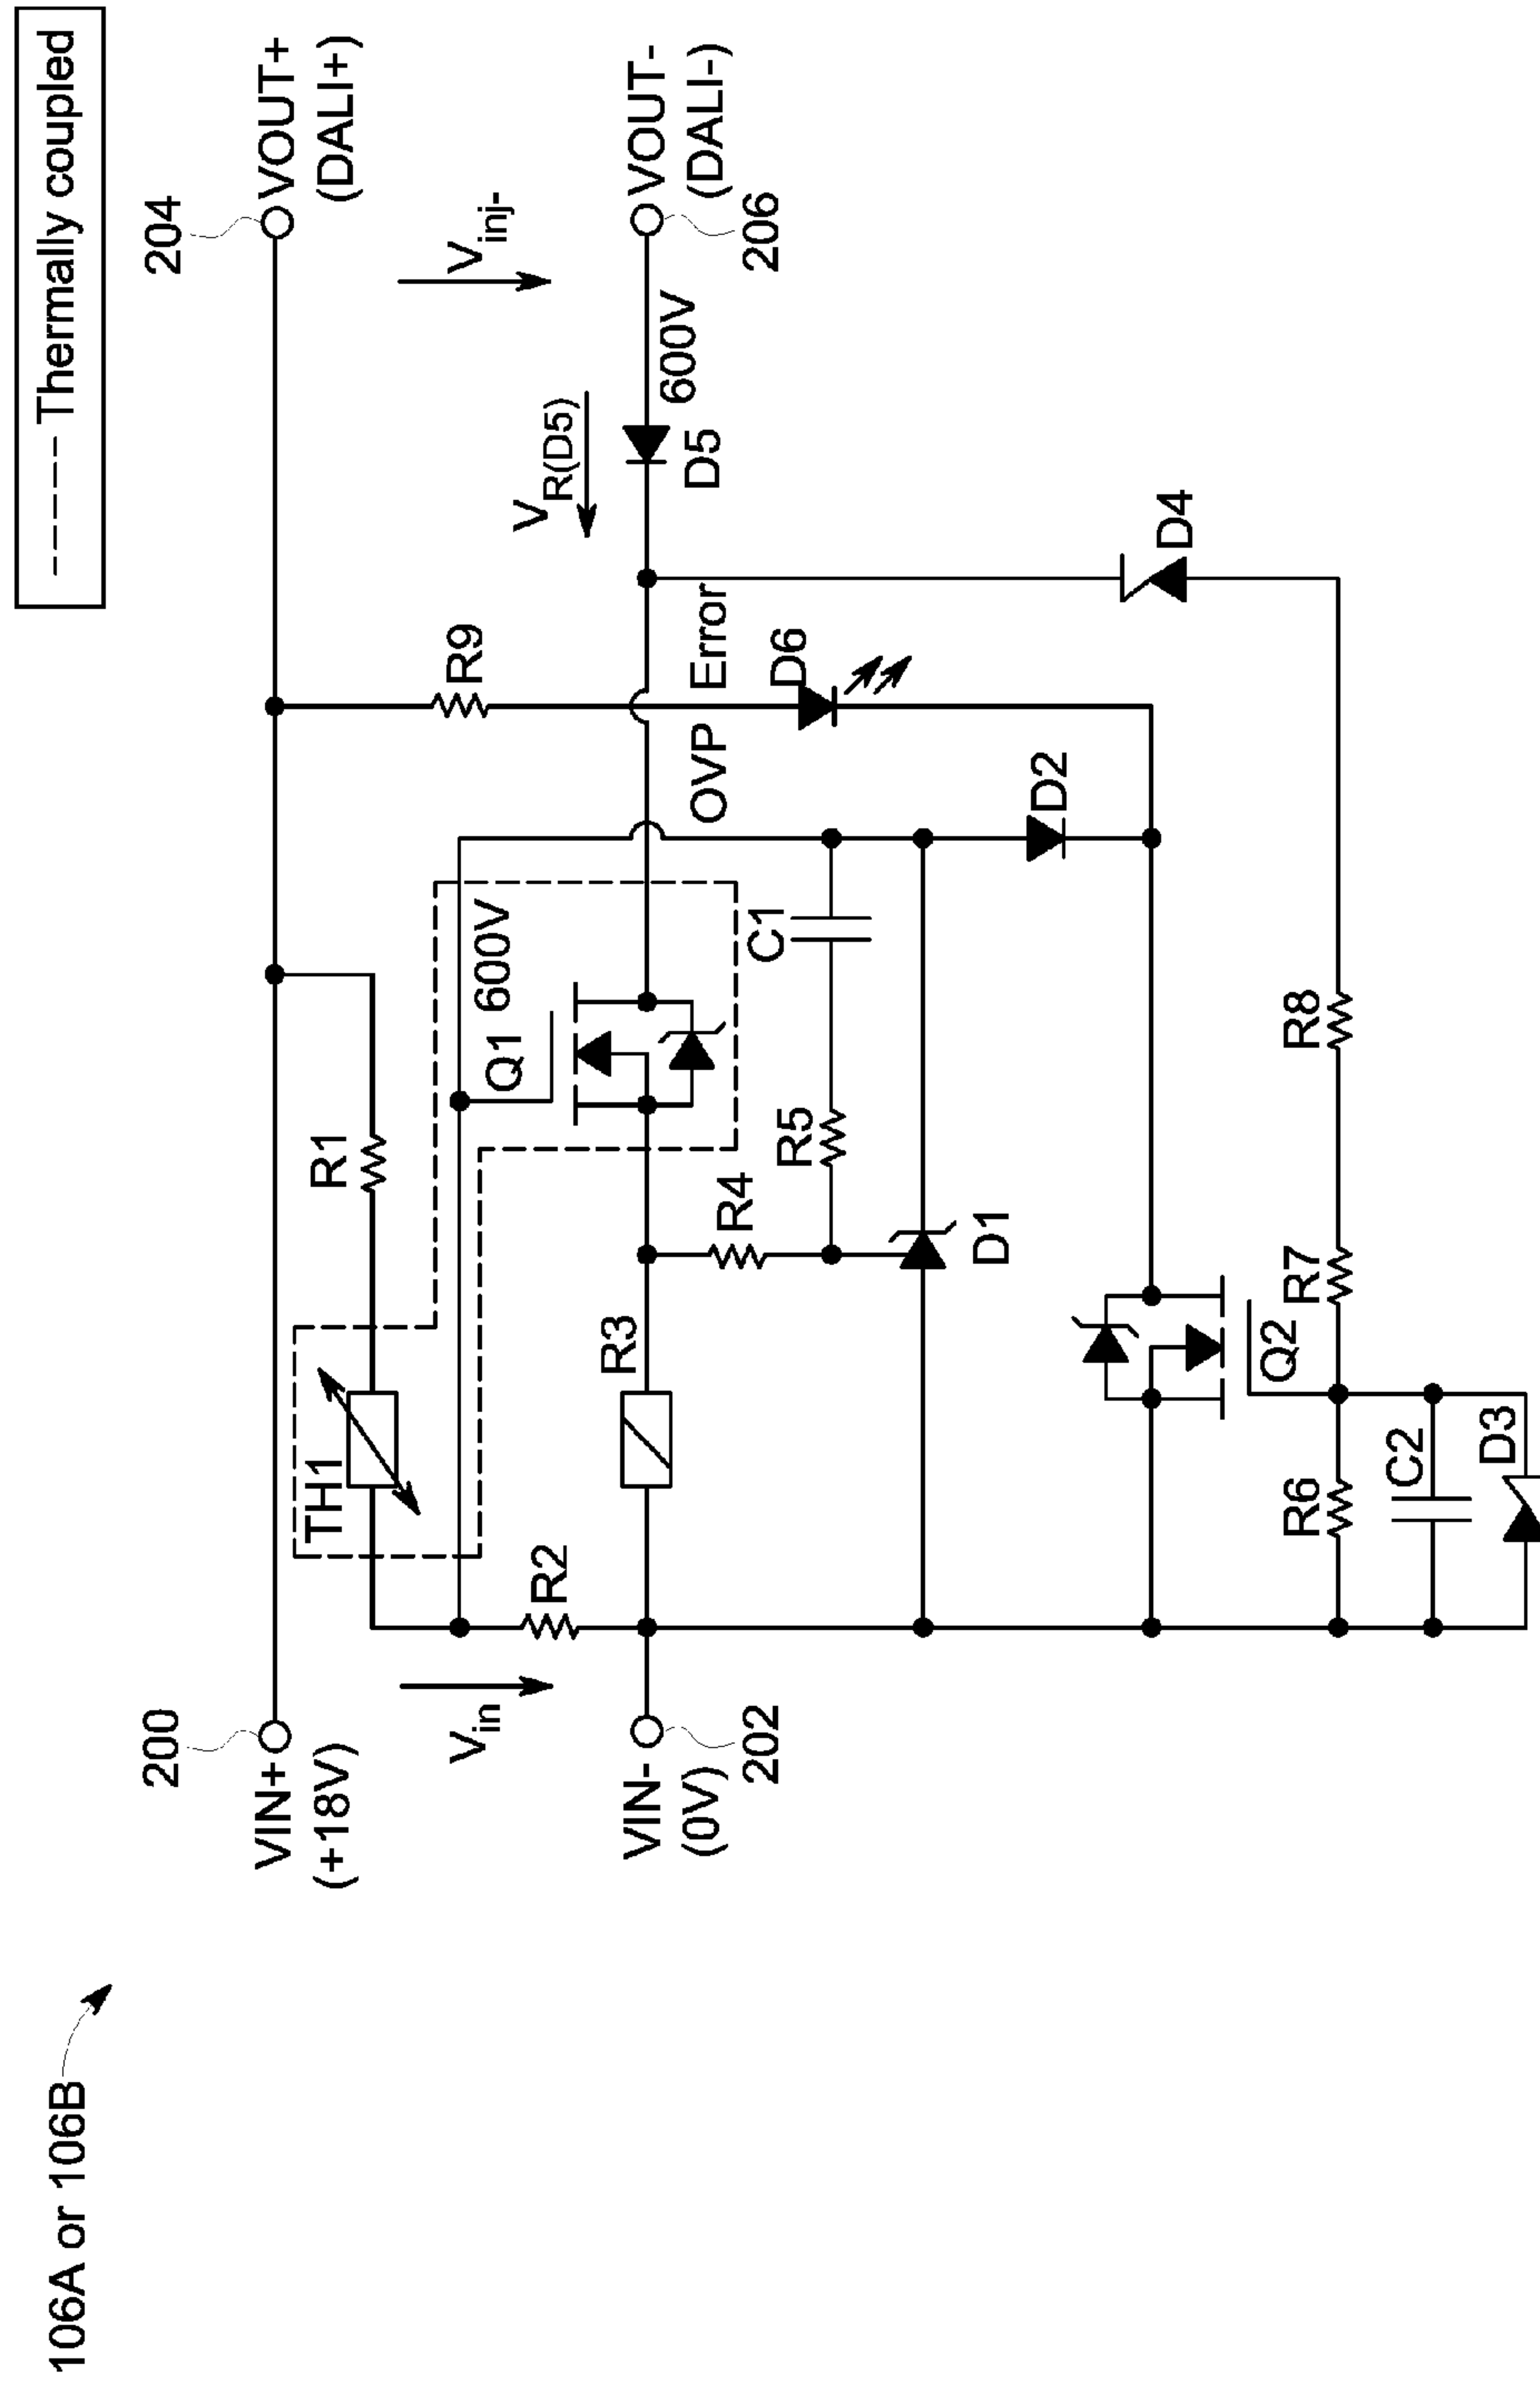 106A or 106B
----- Thermally coupled
200
VIN+
(+18V)
Vin
VIN-
(0V)
202
204
VOUT+
(DALI+)
Vinj-
VOUT-
(DALI-)
206
TH1
R1
R2
R3
Q1
600V
R4
R5
C1
D1
OVP
Error
R9
D6
D2
VR(D5)
D5
600V
D4
Q2
R6
R7
R8
C2
D3